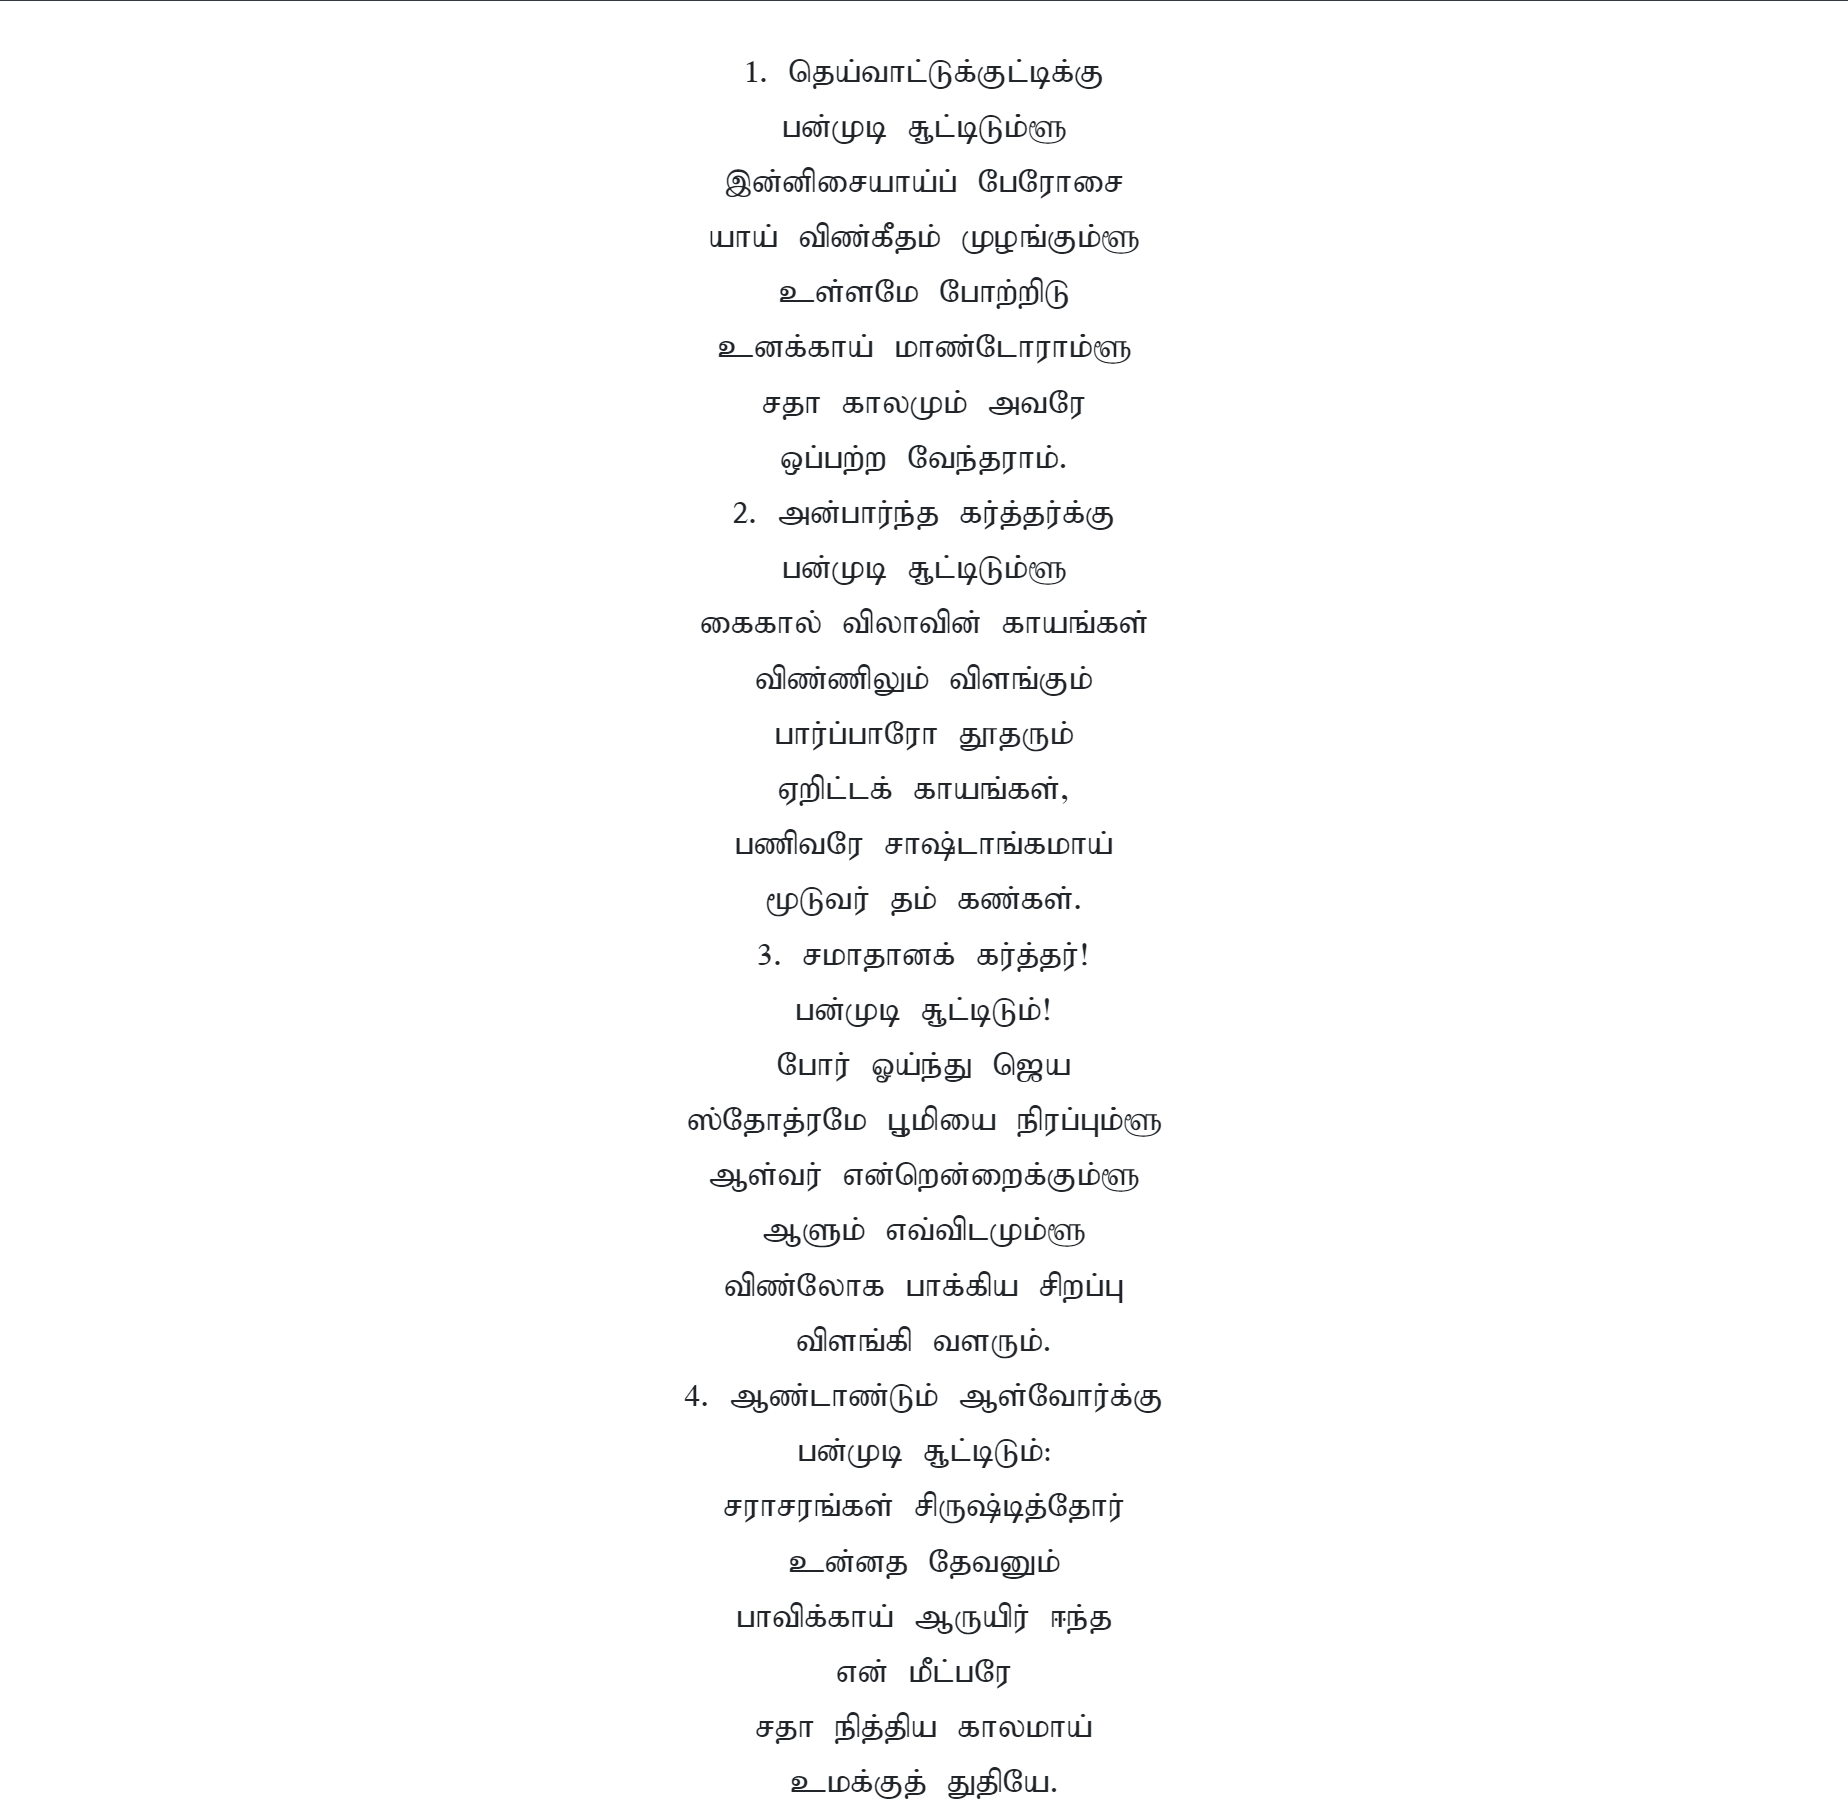 1. தெய்வாட்டுக்குட்டிக்கு
பன்முடி சூட்டிடும்ளூ
இன்னிசையாய்ப் பேரோசை
யாய் விண்கீதம் முழங்கும்ளூ
உள்ளமே போற்றிடு
உனக்காய் மாண்டோராம்ளூ
சதா காலமும் அவரே
ஒப்பற்ற வேந்தராம்.
2. அன்பார்ந்த கர்த்தர்க்கு
பன்முடி சூட்டிடும்ளூ
கைகால் விலாவின் காயங்கள்
விண்ணிலும் விளங்கும்
பார்ப்பாரோ தூதரும்
ஏறிட்டக் காயங்கள்,
பணிவரே சாஷ்டாங்கமாய்
மூடுவர் தம் கண்கள்.
3. சமாதானக் கர்த்தர்!
பன்முடி சூட்டிடும்!
போர் ஓய்ந்து ஜெய
ஸ்தோத்ரமே பூமியை நிரப்பும்ளூ
ஆள்வர் என்றென்றைக்கும்ளூ
ஆளும் எவ்விடமும்ளூ
விண்லோக பாக்கிய சிறப்பு
விளங்கி வளரும்.
4. ஆண்டாண்டும் ஆள்வோர்க்கு
பன்முடி சூட்டிடும்:
சராசரங்கள் சிருஷ்டித்தோர்
உன்னத தேவனும்
பாவிக்காய் ஆருயிர் ஈந்த
என் மீட்பரே
சதா நித்திய காலமாய்
உமக்குத் துதியே.